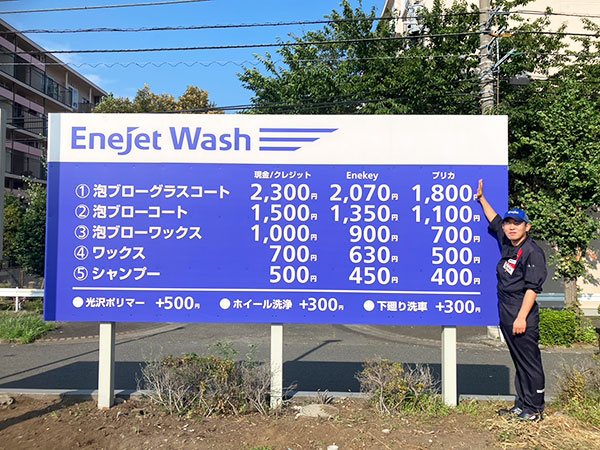 EneJet Wash
現金/クレジット Enekey プリカ
① 泡ブローグラスコート 2,300円 2,070円 1,800円
② 泡ブローコート 1,500円 1,350円 1,100円
③ 泡ブローワックス 1,000円 900円 700円
④ ワックス 700円 630円 500円
⑤ シャンプー 500円 450円 400円
●光沢ポリマー +500円 ●ホイール洗浄 +300円 ●下廻り洗車 +300円